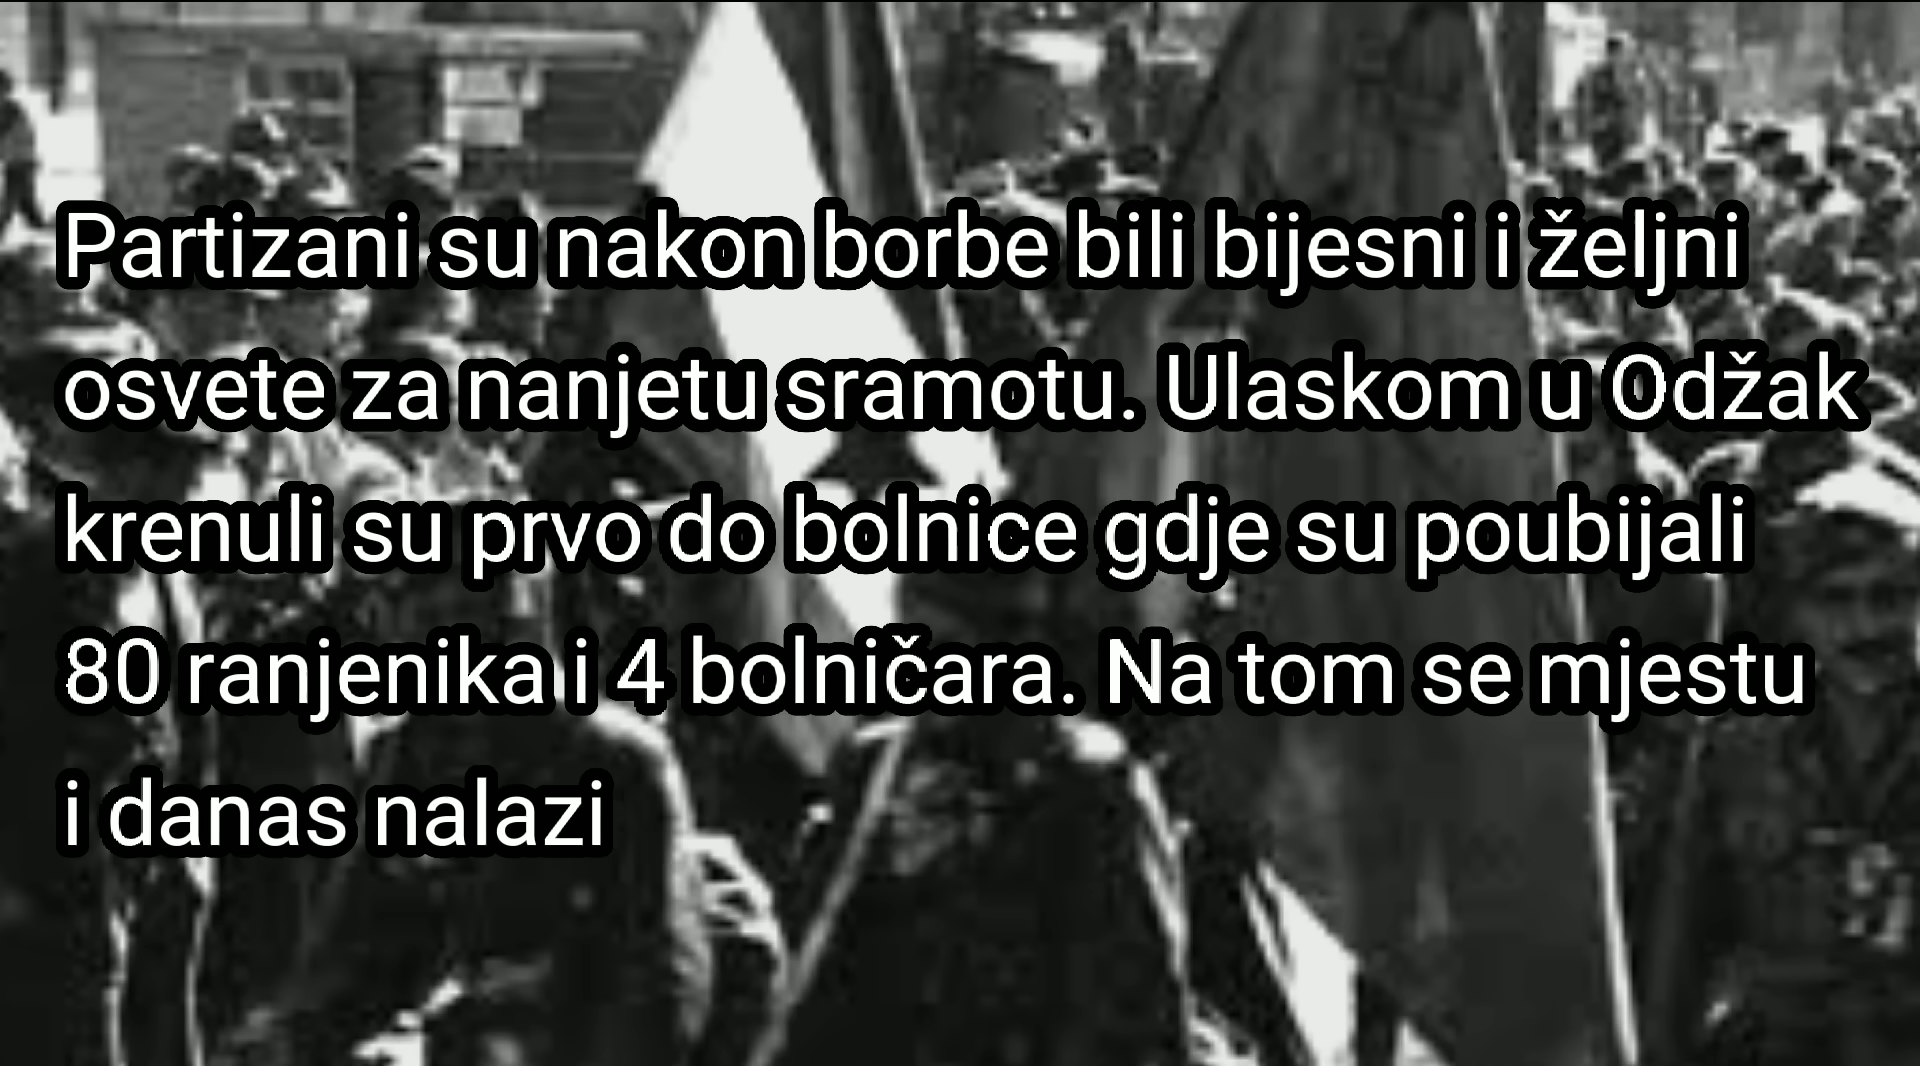 Partizani su nakon borbe bili bijesni i željni
osvete za nanjetu sramotu. Ulaskom u Odžak
krenuli su prvo do bolnice gdje su poubijali
80 ranjenika i 4 bolničara. Na tom se mjestu
i danas nalazi